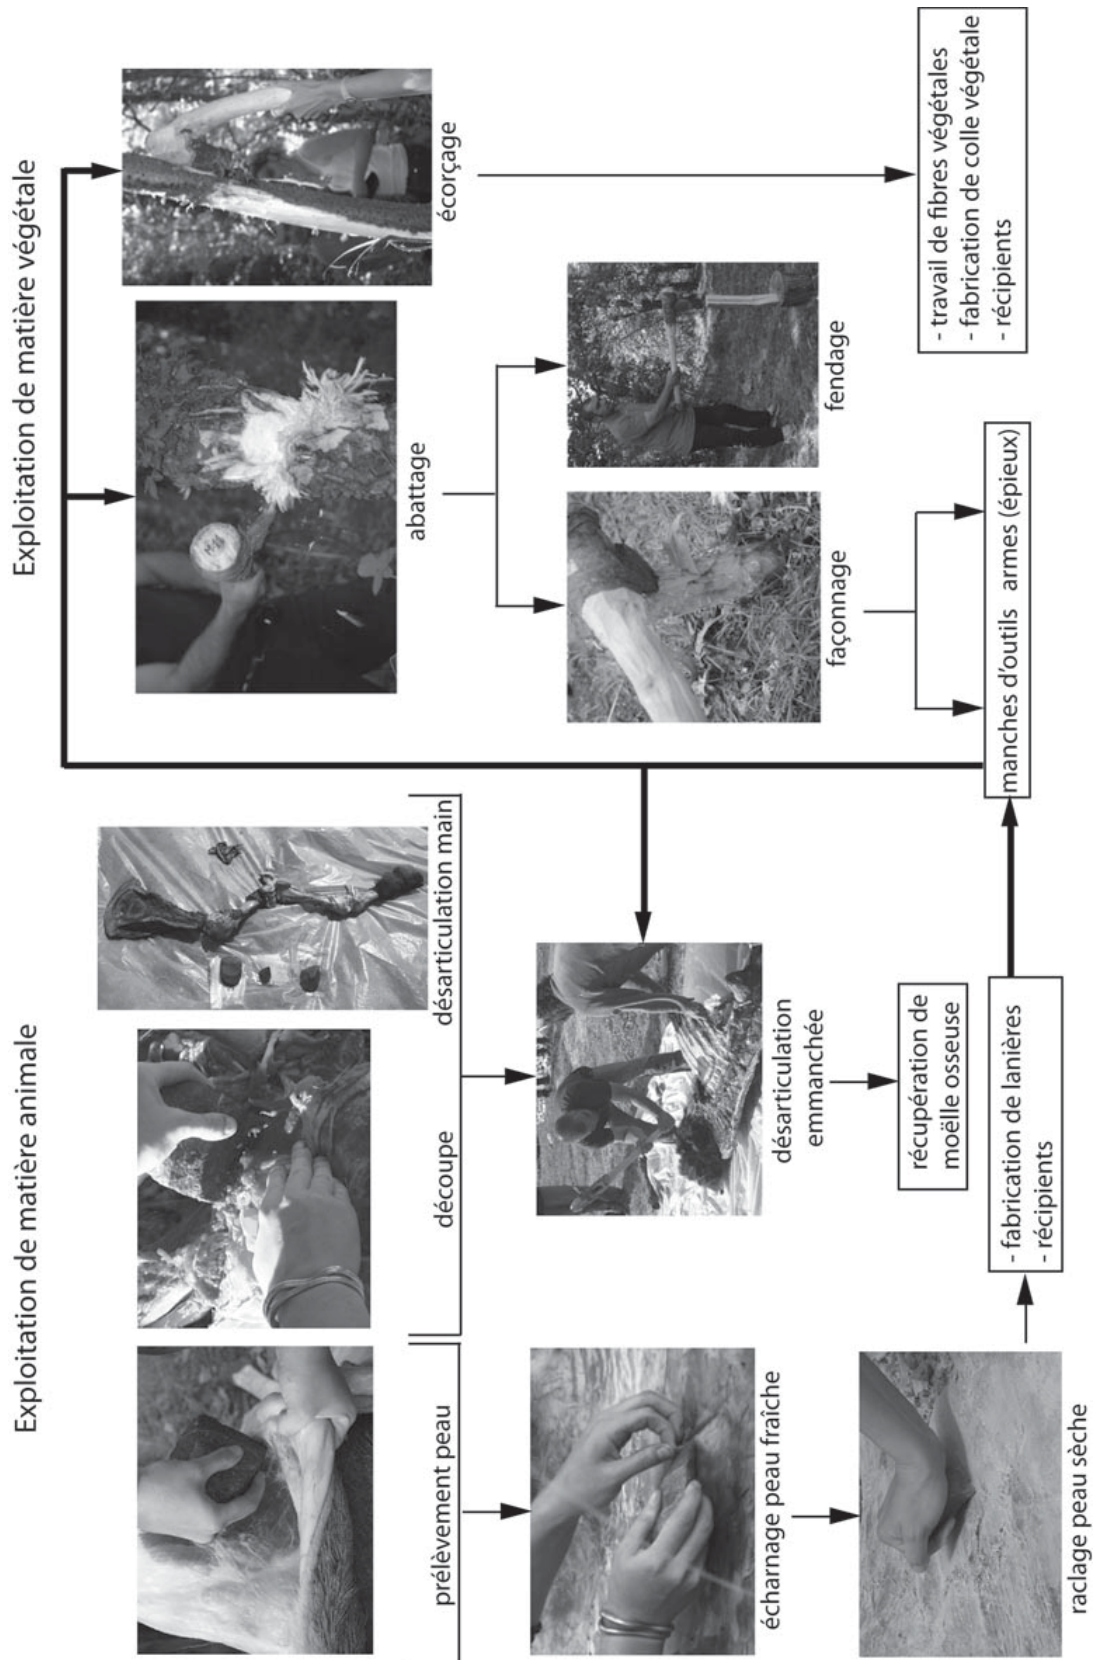 Exploitation de matière animale
Exploitation de matière végétale
prélèvement peau
découpe
désarticulation main
abattage
écorçage
écharnage peau fraîche
désarticulation
emmanchée
façonnage
fendage
raclage peau sèche
récupération de
moëlle osseuse
- fabrication de lanières
- récipients
manches d'outils armes (épieux)
- travail de fibres végétales
- fabrication de colle végétale
- récipients